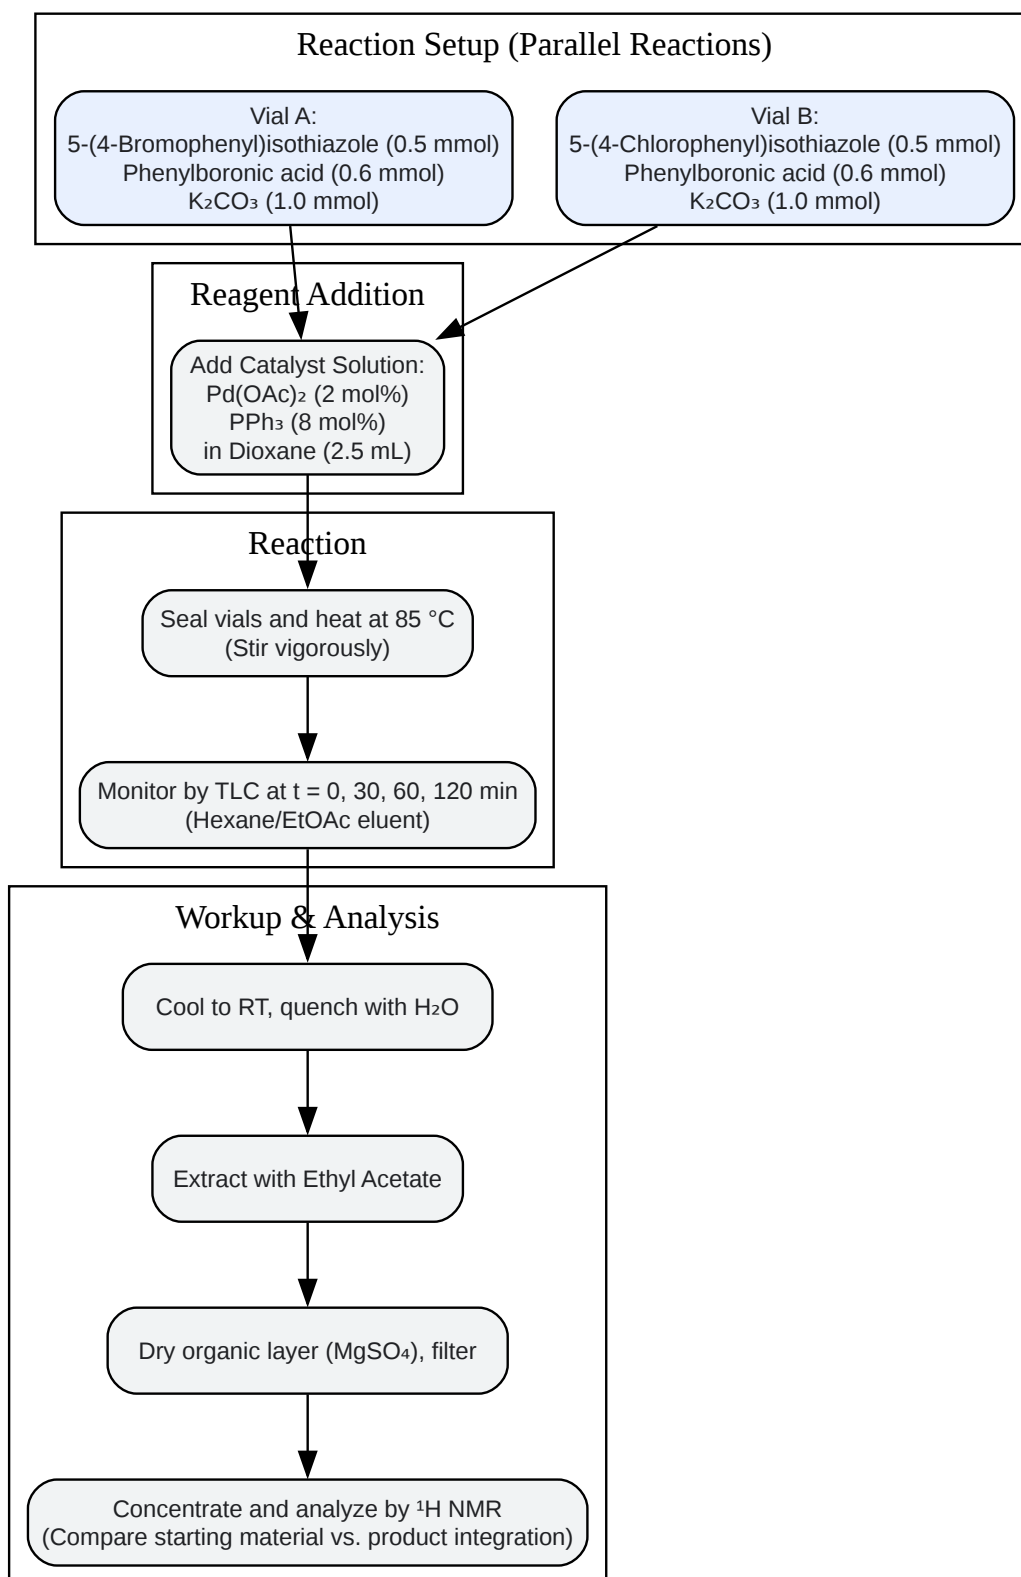 Reaction Setup (Parallel Reactions)
Vial A:
5-(4-Bromophenyl)isothiazole (0.5 mmol)
Phenylboronic acid (0.6 mmol)
K₂CO₃ (1.0 mmol)
Vial B:
5-(4-Chlorophenyl)isothiazole (0.5 mmol)
Phenylboronic acid (0.6 mmol)
K₂CO₃ (1.0 mmol)
Reagent Addition
Add Catalyst Solution:
Pd(OAc)₂ (2 mol%)
PPh₃ (8 mol%)
in Dioxane (2.5 mL)
Reaction
Seal vials and heat at 85 °C
(Stir vigorously)
Monitor by TLC at t = 0, 30, 60, 120 min
(Hexane/EtOAc eluent)
Workup & Analysis
Cool to RT, quench with H₂O
Extract with Ethyl Acetate
Dry organic layer (MgSO₄), filter
Concentrate and analyze by ¹H NMR
(Compare starting material vs. product integration)